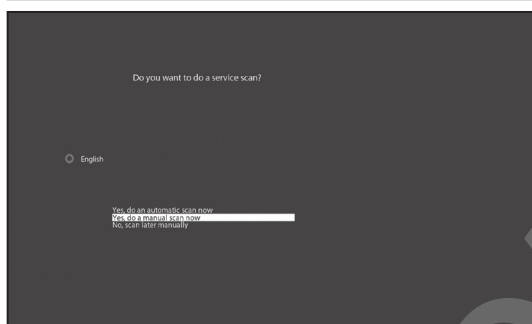 Do you want to do a service scan?
English
Yes, do an automatic scan now
Yes, do a manual scan now
No, scan later manually